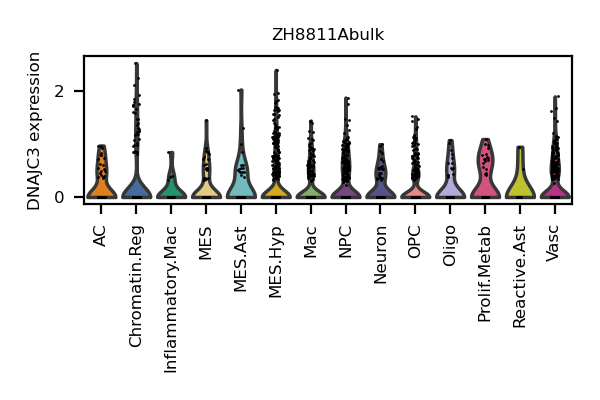 ZH8811Abulk
DNAJC3 expression
2
0
AC
Chromatin.Reg
Inflammatory.Mac
MES
MES.Ast
MES.Hyp
Mac
NPC
Neuron
OPC
Oligo
Prolif.Metab
Reactive.Ast
Vasc